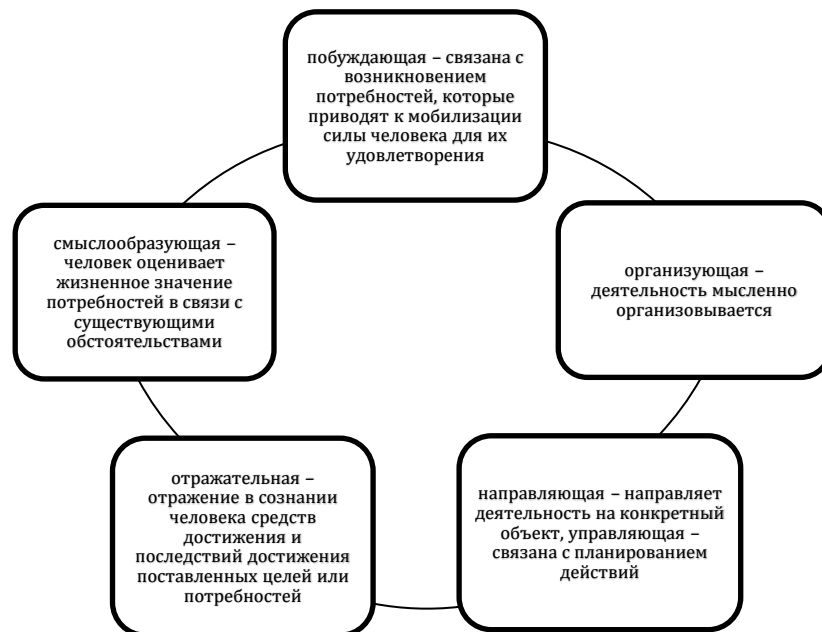 побуждающая – связана с
возникновением
потребностей, которые
приводят к мобилизации
силы человека для их
удовлетворения
организующая –
деятельность мысленно
организовывается
направляющая – направляет
деятельность на конкретный
объект, управляющая –
связана с планированием
действий
отражательная –
отражение в сознании
человека средств
достижения и
последствий достижения
поставленных целей или
потребностей
смыслообразующая –
человек оценивает
жизненное значение
потребностей в связи с
существующими
обстоятельствами